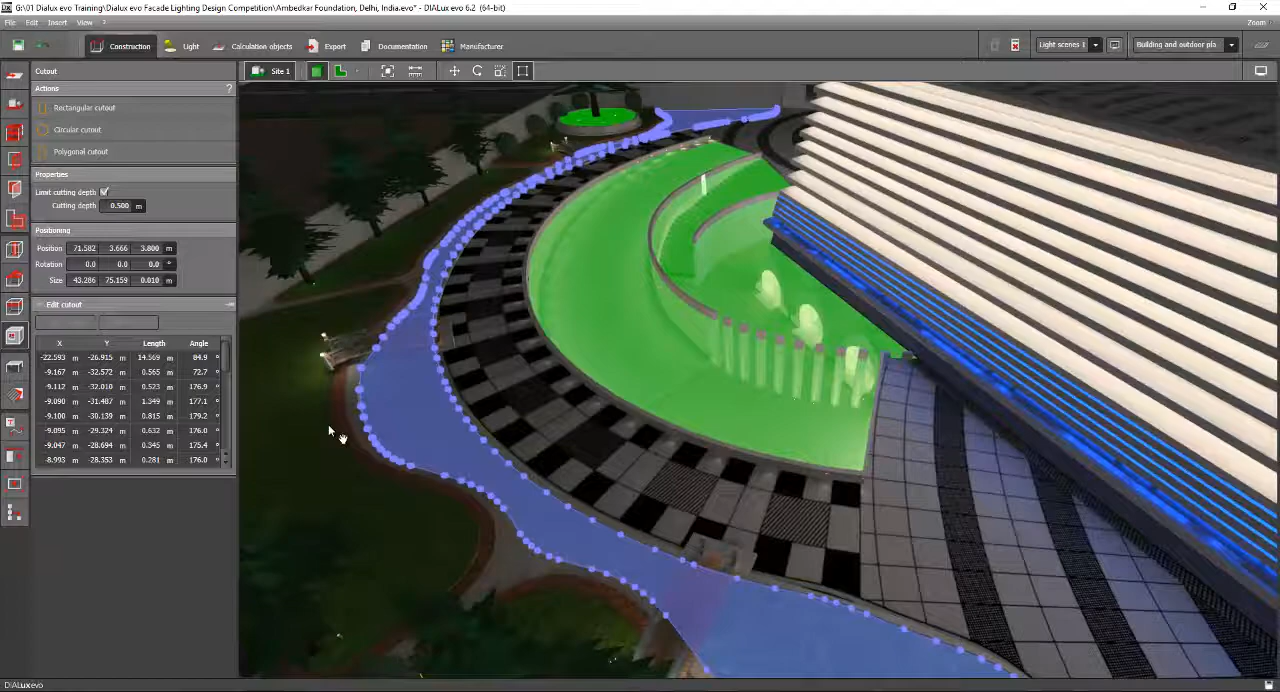 G:\01 Dialux evo Training\Dialux evo Facade Lighting Design Competition\Ambedkar Foundation, Delhi, India.evo* - DIALux evo 6.2 (64-bit)
File Edit Insert View ? Zoom
Construction Light Calculation objects Export Documentation Manufacturer Light scenes 1 Building and outdoor pla
Cutout Site 1
Actions ?
Rectangular cutout
Circular cutout
Polygonal cutout
Properties
Limit cutting depth
Cutting depth 0.500 m
Positioning
Position 71.582 3.666 3.800 m
Rotation 0.0 0.0 0.0 °
Size 43.286 75.159 0.010 m
Edit cutout
X Y Length Angle
-22.593 m -26.915 m 14.569 m 84.9 °
-9.167 m -32.572 m 0.565 m 72.7 °
-9.112 m -32.010 m 0.523 m 176.9 °
-9.090 m -31.487 m 1.349 m 177.1 °
-9.100 m -30.139 m 0.815 m 179.2 °
-9.095 m -29.324 m 0.632 m 176.0 °
-9.047 m -28.694 m 0.345 m 175.4 °
-8.993 m -28.353 m 0.281 m 176.0 °
DIALux evo